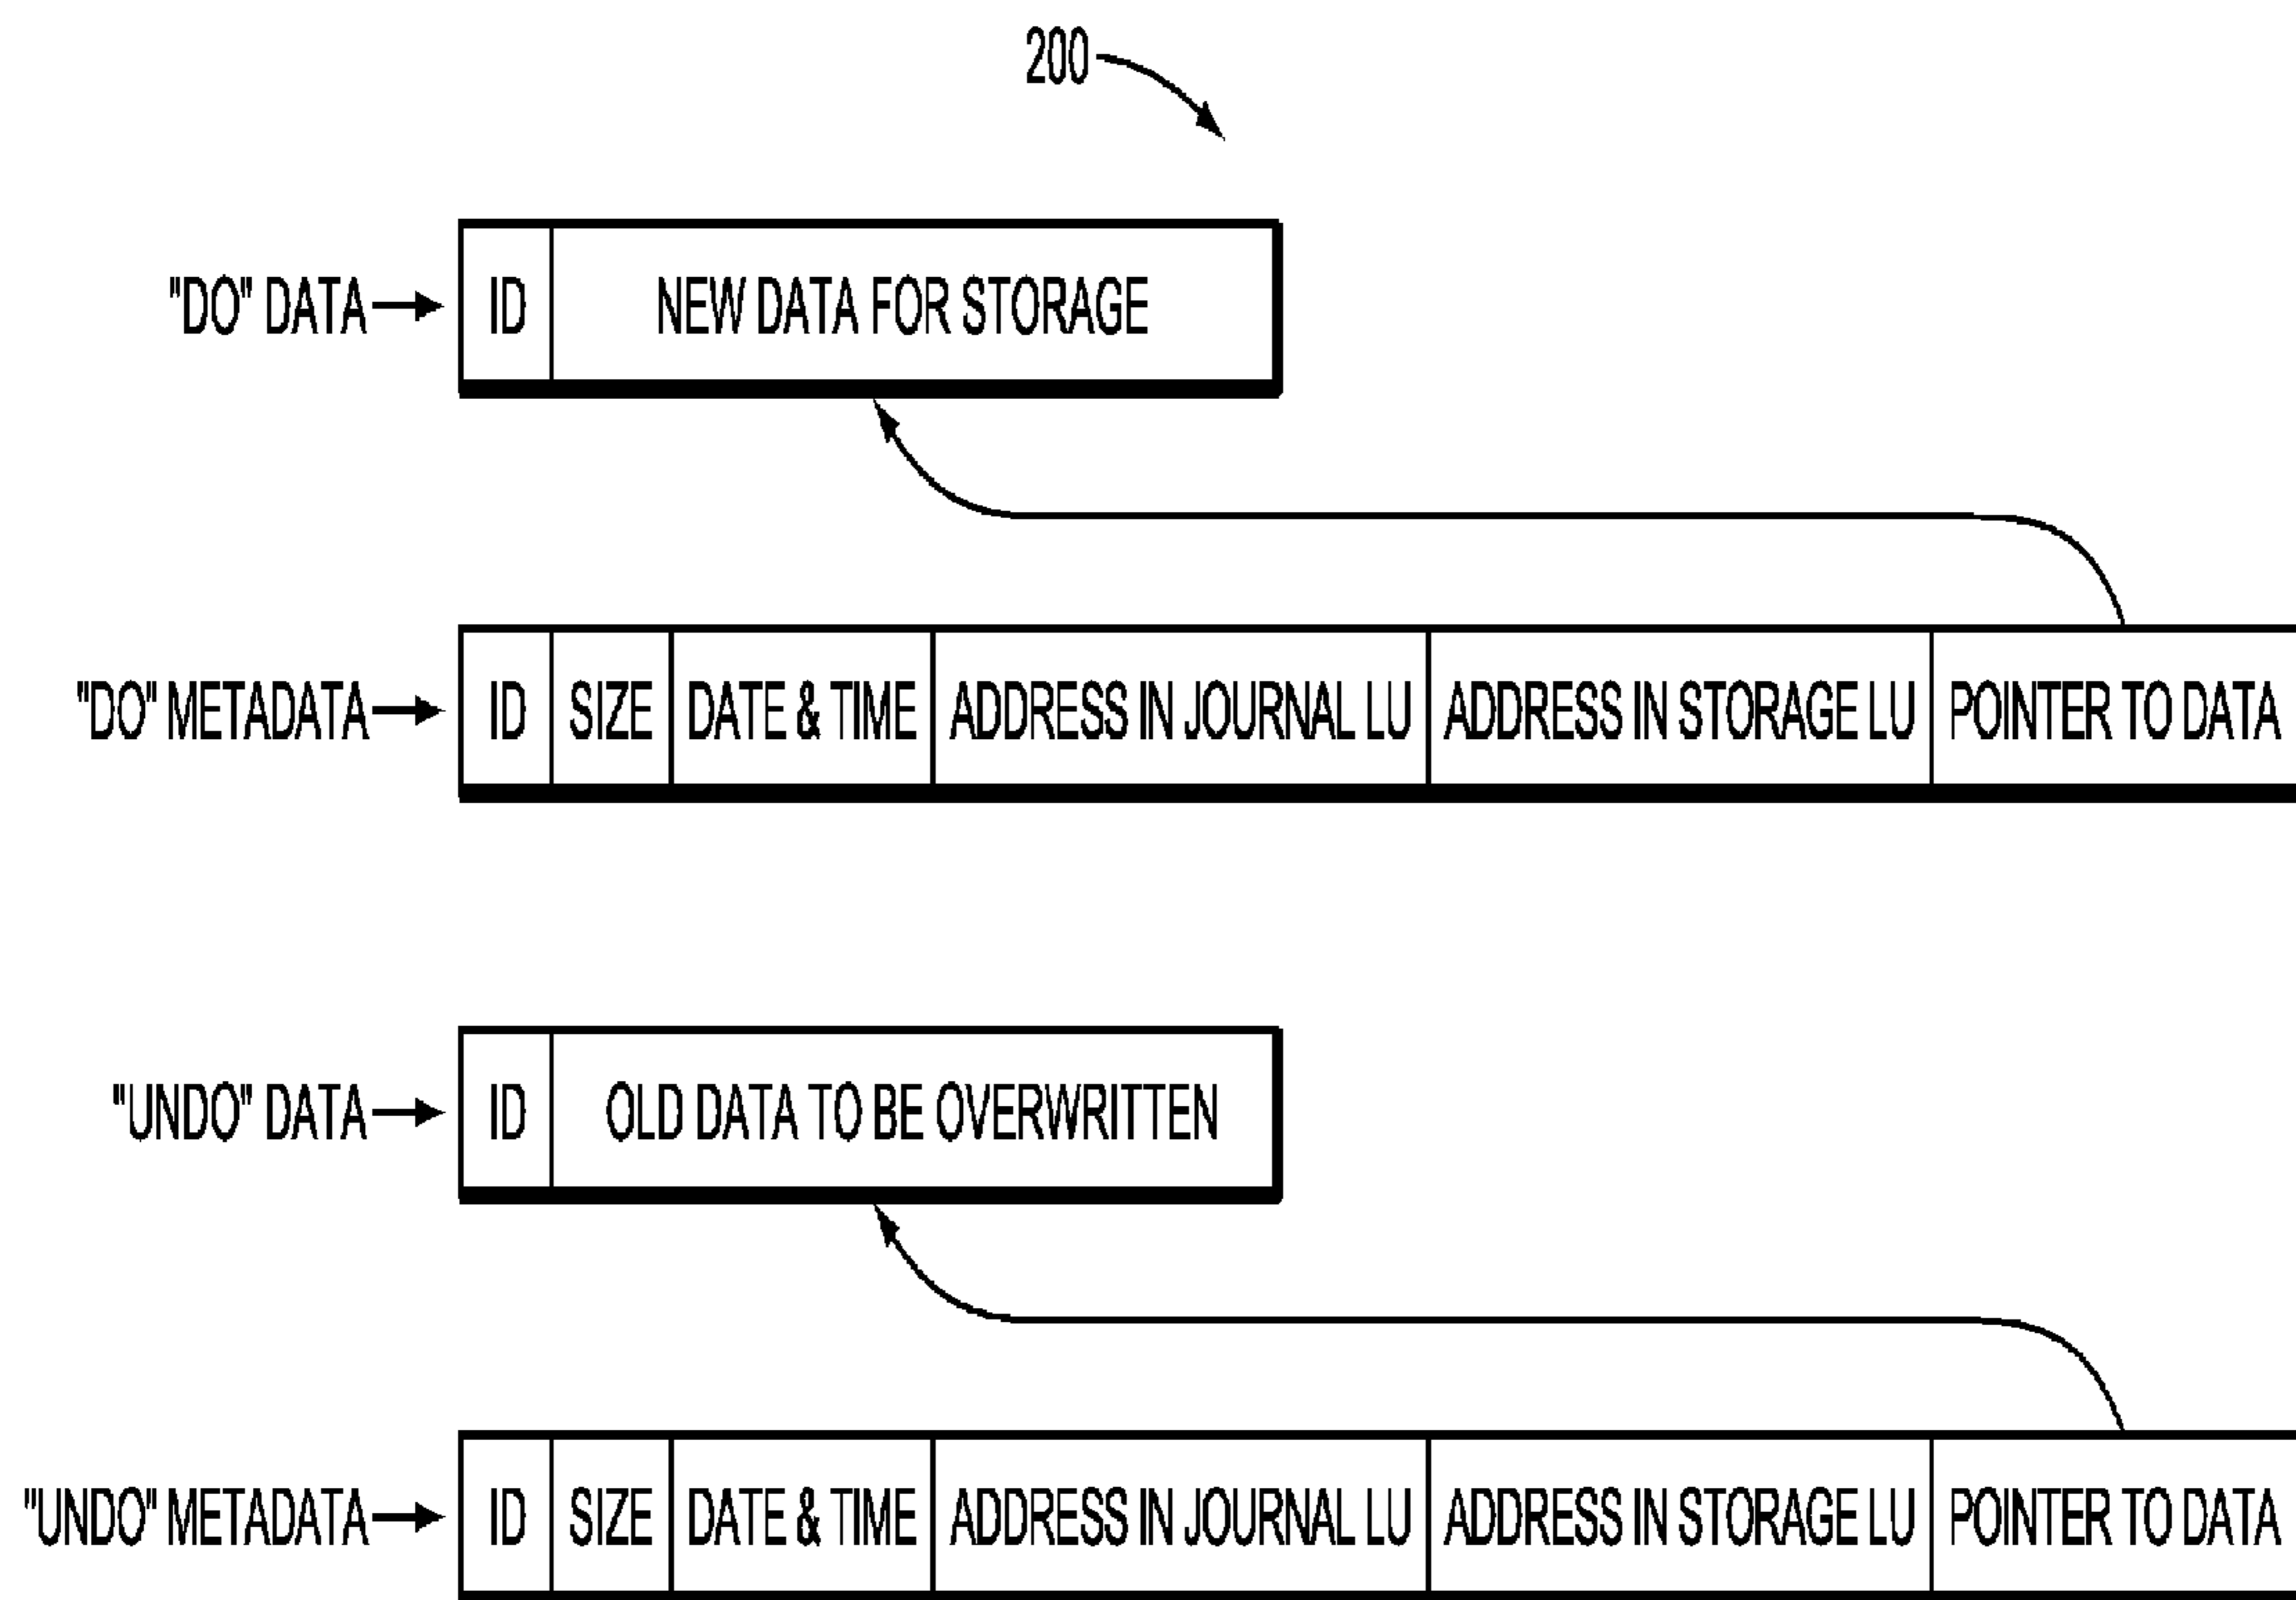 200
"DO" DATA ID NEW DATA FOR STORAGE
"DO" METADATA ID SIZE DATE & TIME ADDRESS IN JOURNAL LU ADDRESS IN STORAGE LU POINTER TO DATA
"UNDO" DATA ID OLD DATA TO BE OVERWRITTEN
"UNDO" METADATA ID SIZE DATE & TIME ADDRESS IN JOURNAL LU ADDRESS IN STORAGE LU POINTER TO DATA